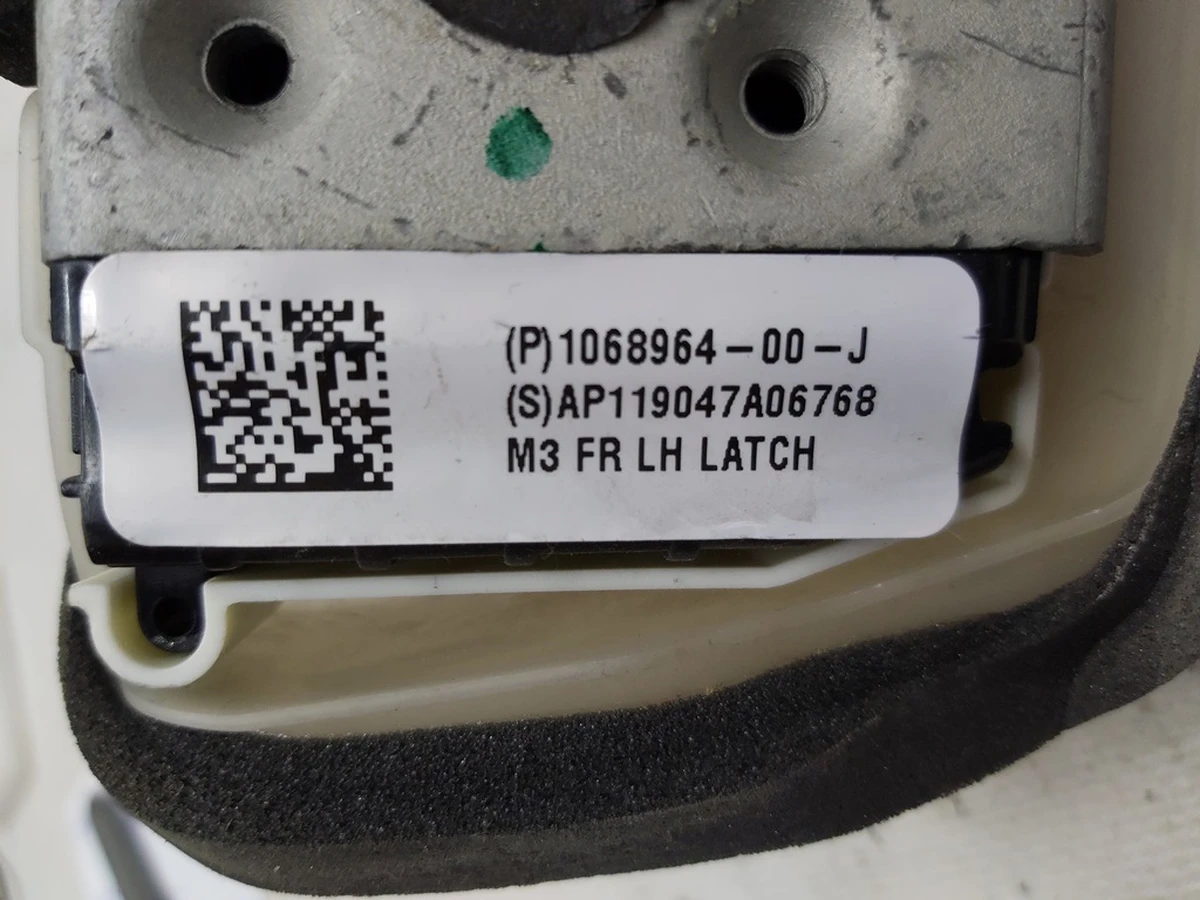 (P)1068964-00-J
(S)AP119047A06768
M3 FR LH LATCH